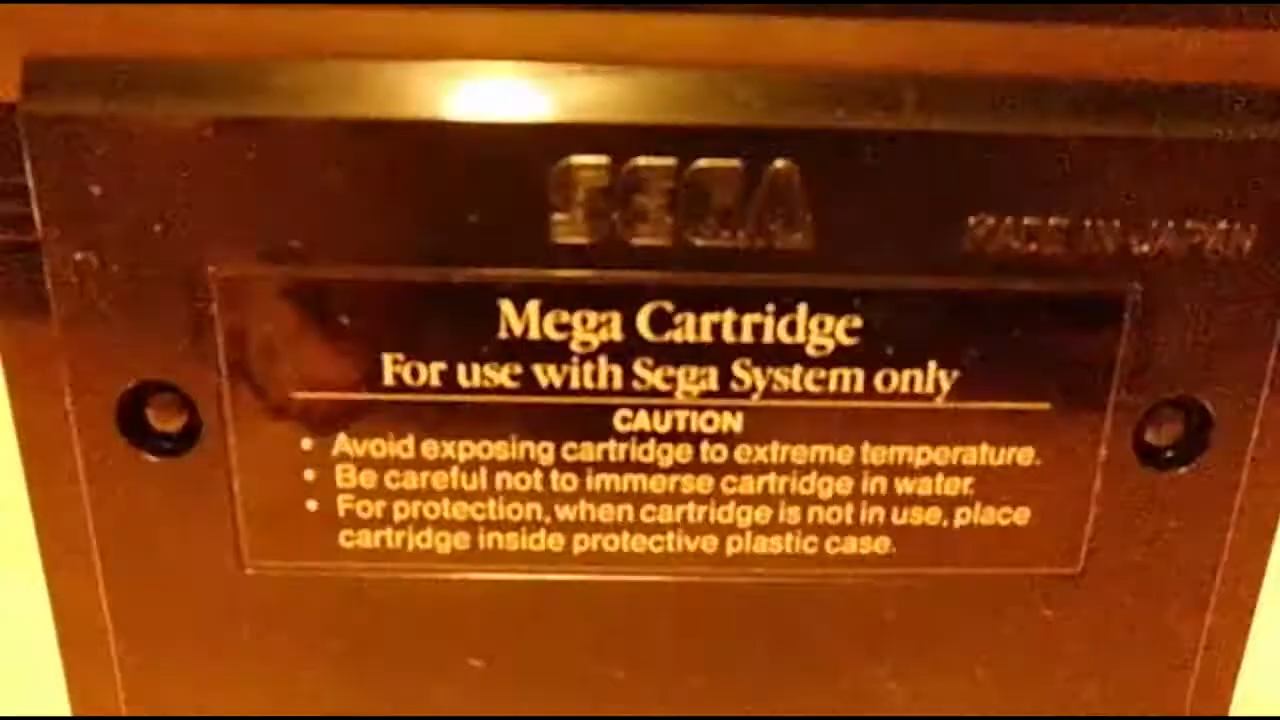 SEGA
MADE IN JAPAN
Mega Cartridge
For use with Sega System only
CAUTION
• Avoid exposing cartridge to extreme temperature.
• Be careful not to immerse cartridge in water.
• For protection, when cartridge is not in use, place
cartridge inside protective plastic case.